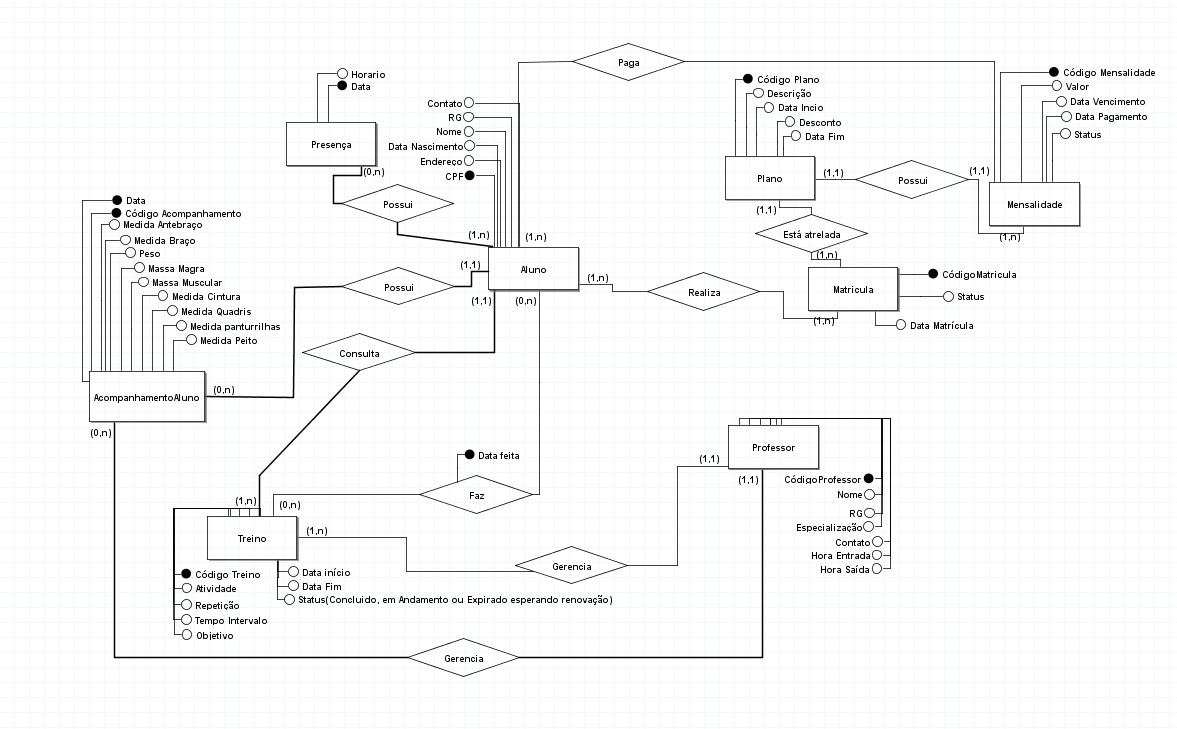 Paga
Horario
Data
Presença
(0,n)
Possui
(1,n)
Contato
RG
Nome
Data Nascimento
Endereço
CPF
(1,n)
Aluno
(1,1)
(1,1)
(0,n)
(1,n)
Código Plano
Descrição
Data Incio
Desconto
Data Fim
Plano
(1,1)
Possui
(1,1)
(1,1)
Código Mensalidade
Valor
Data Vencimento
Data Pagamento
Status
Mensalidade
(1,n)
Está atrelada
(1,n)
Matricula
(1,n)
Código Matricula
Status
Data Matrícula
Realiza
Data
Código Acompanhamento
Medida Antebraço
Medida Braço
Peso
Massa Magra
Massa Muscular
Medida Cintura
Medida Quadris
Medida panturrilhas
Medida Peito
AcompanhamentoAluno
(0,n)
(0,n)
Possui
Consulta
Data feita
Faz
(1,n)
(0,n)
Treino
(1,n)
Código Treino
Atividade
Repetição
Tempo Intervalo
Objetivo
Data início
Data Fim
Status(Concluido, em Andamento ou Expirado esperando renovação)
Gerencia
Professor
(1,1)
(1,1)
Código Professor
Nome
RG
Especialização
Contato
Hora Entrada
Hora Saída
Gerencia